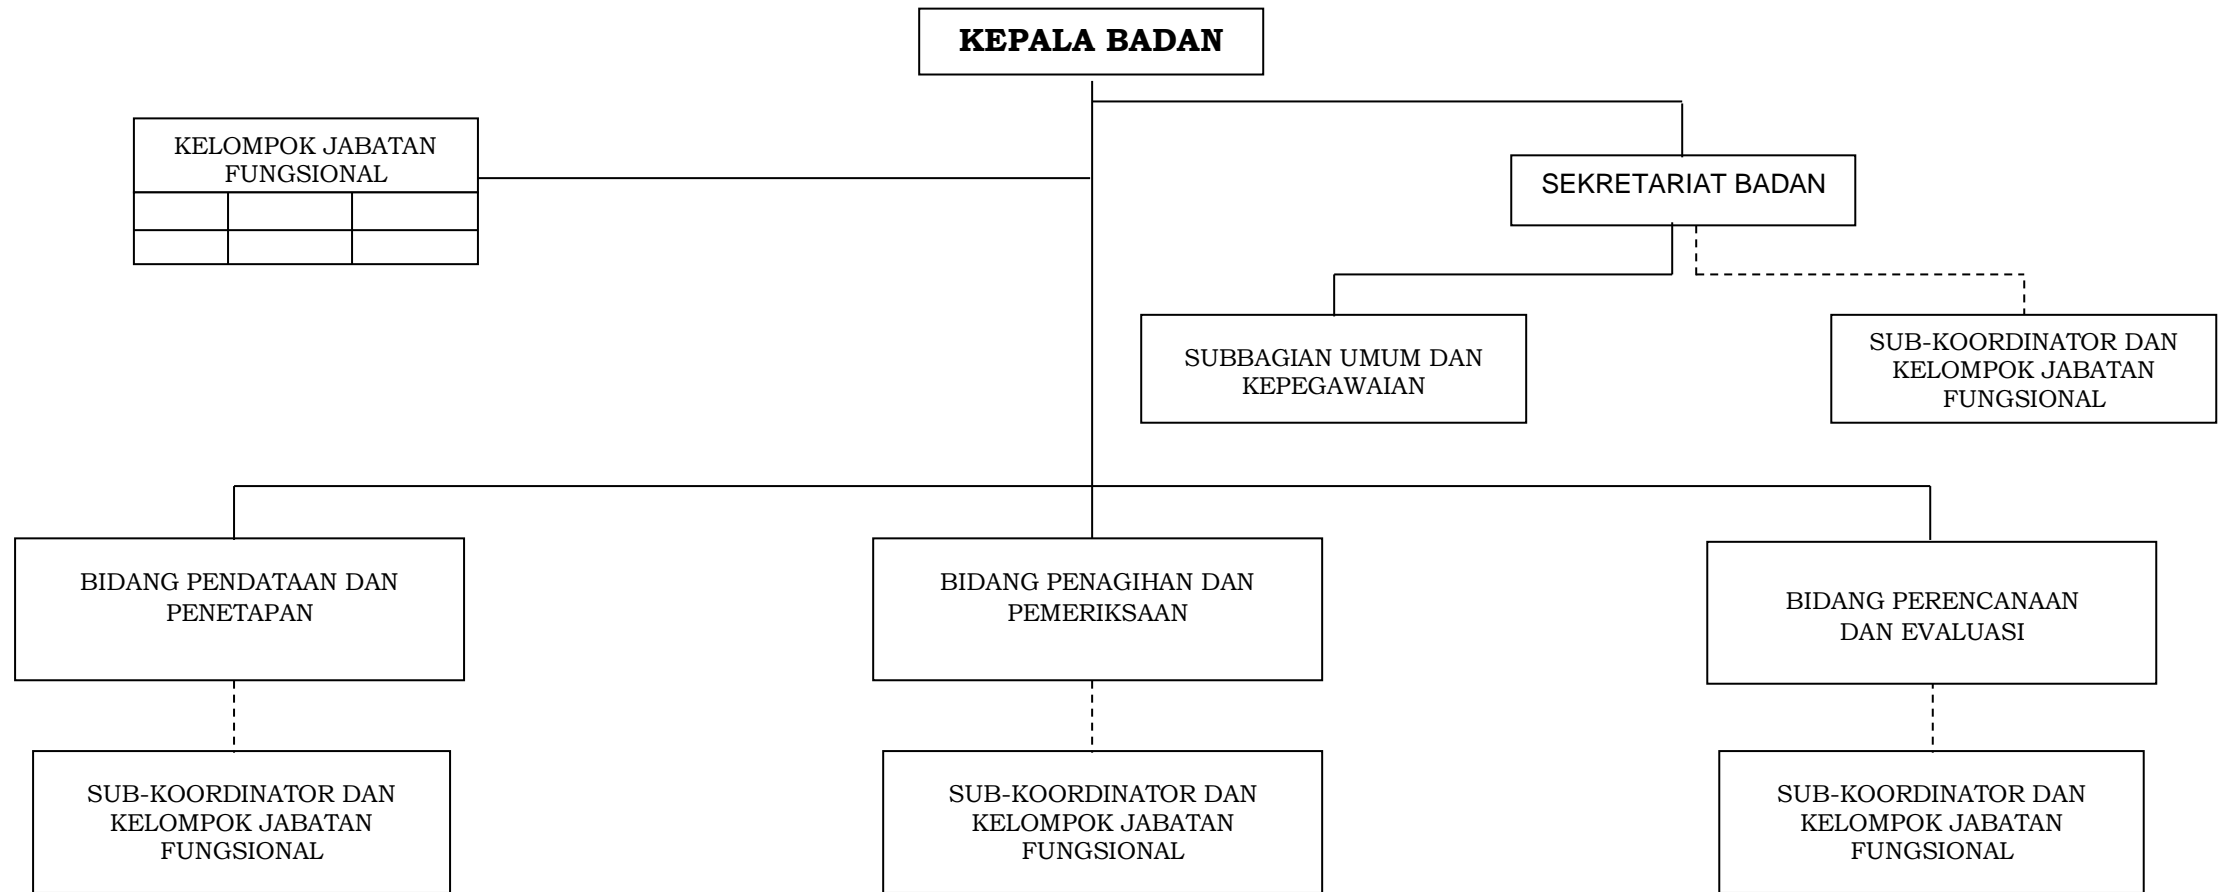 KEPALA BADAN
KELOMPOK JABATAN
FUNGSIONAL
SEKRETARIAT BADAN
SUBBAGIAN UMUM DAN
KEPEGAWAIAN
SUB-KOORDINATOR DAN
KELOMPOK JABATAN
FUNGSIONAL
BIDANG PENDATAAN DAN
PENETAPAN
BIDANG PENAGIHAN DAN
PEMERIKSAAN
BIDANG PERENCANAAN
DAN EVALUASI
SUB-KOORDINATOR DAN
KELOMPOK JABATAN
FUNGSIONAL
SUB-KOORDINATOR DAN
KELOMPOK JABATAN
FUNGSIONAL
SUB-KOORDINATOR DAN
KELOMPOK JABATAN
FUNGSIONAL